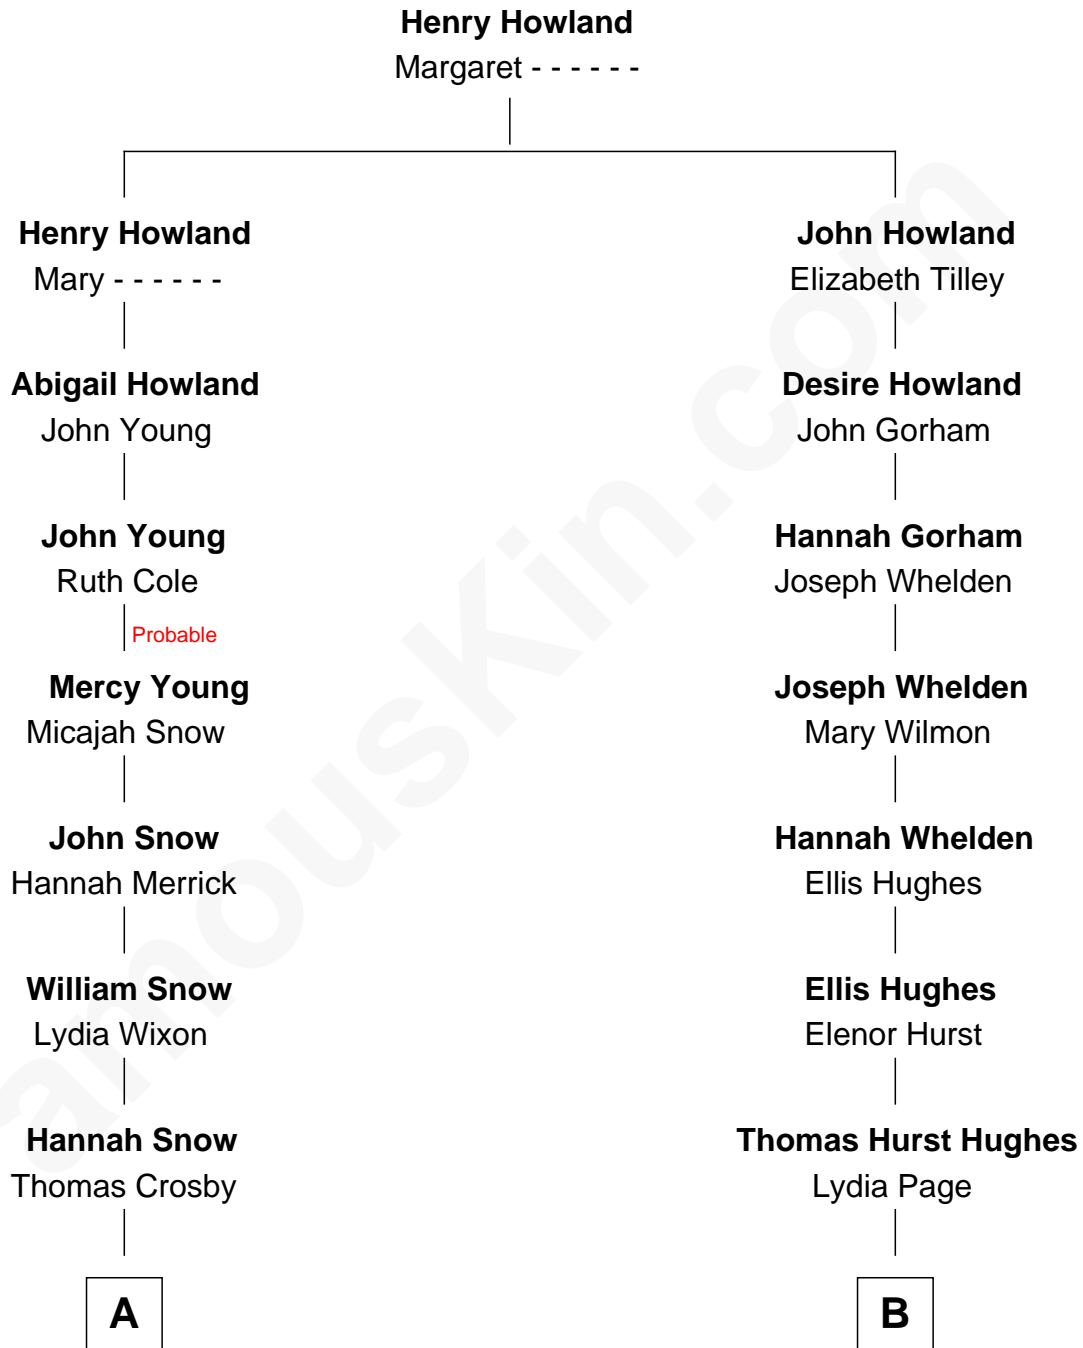 Henry Howland
Margaret - - - - - -
Henry Howland
Mary - - - - - -
John Howland
Elizabeth Tilley
Abigail Howland
John Young
Desire Howland
John Gorham
John Young
Ruth Cole
Probable
Hannah Gorham
Joseph Whelden
Mercy Young
Micajah Snow
Joseph Whelden
Mary Wilmon
John Snow
Hannah Merrick
Hannah Whelden
Ellis Hughes
William Snow
Lydia Wixon
Ellis Hughes
Elenor Hurst
Hannah Snow
Thomas Crosby
Thomas Hurst Hughes
Lydia Page
A
B
amouskin.com